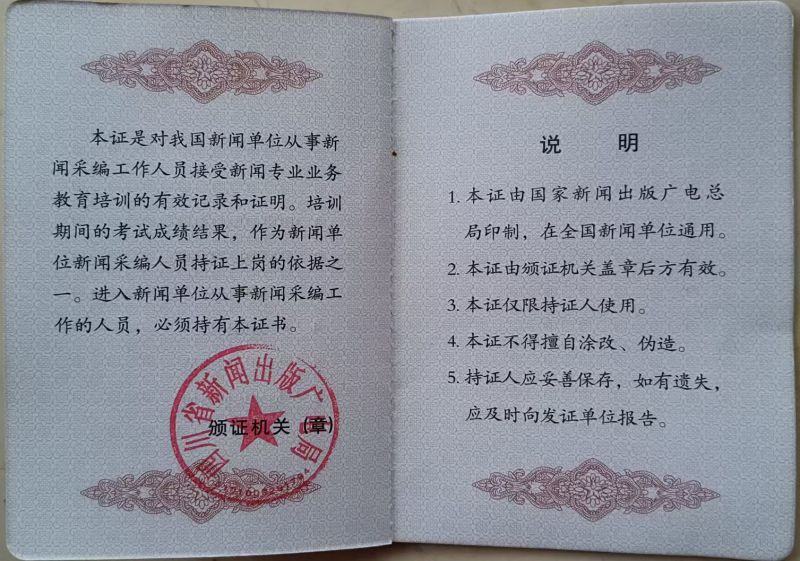 本证是对我国新闻单位从事新
闻采编工作人员接受新闻专业业务
教育培训的有效记录和证明。培训
期间的考试成绩结果，作为新闻单
位新闻采编人员持证上岗的依据之
一。进入新闻单位从事新闻采编工
作的人员，必须持有本证书。
四川省新闻出版广电局
颁证机关（章）
说 明
1. 本证由国家新闻出版广电总
局印制，在全国新闻单位通用。
2. 本证由颁证机关盖章后方有效。
3. 本证仅限持证人使用。
4. 本证不得擅自涂改、伪造。
5. 持证人应妥善保存，如有遗失，
应及时向发证单位报告。